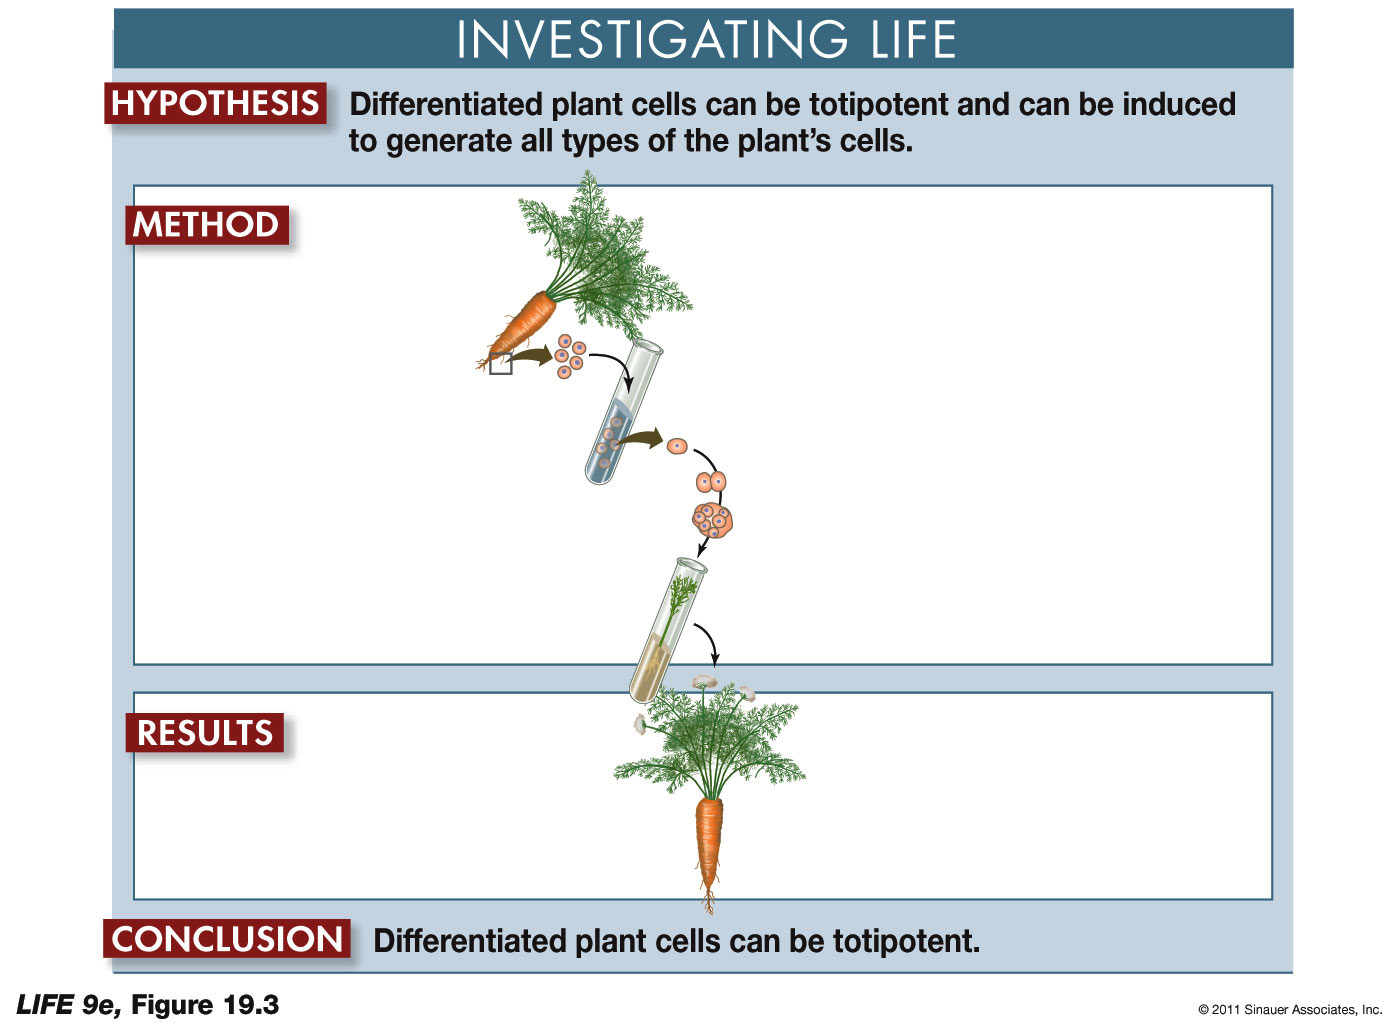 INVESTIGATING LIFE
HYPOTHESIS
Differentiated plant cells can be totipotent and can be induced
to generate all types of the plant’s cells.
METHOD
RESULTS
CONCLUSION
Differentiated plant cells can be totipotent.
LIFE 9e, Figure 19.3
© 2011 Sinauer Associates, Inc.